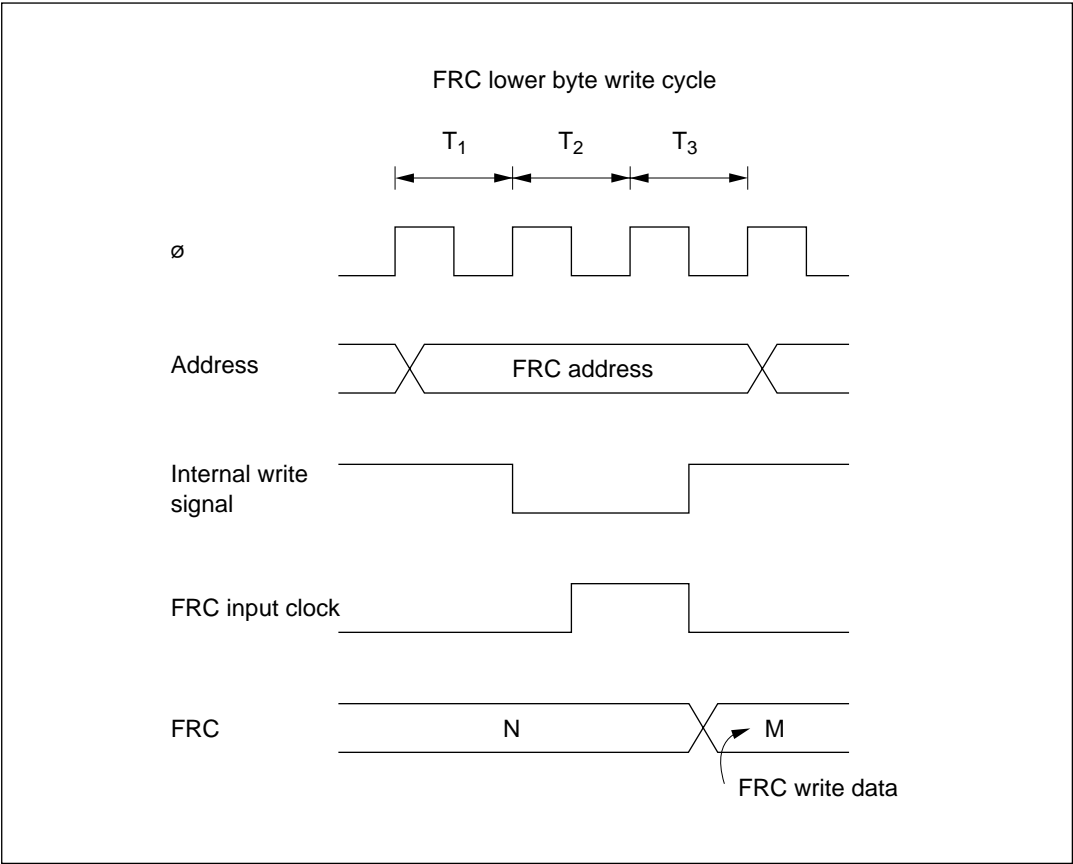 FRC lower byte write cycle
T₁ T₂ T₃
ø
Address
FRC address
Internal write
signal
FRC input clock
FRC
N
M
FRC write data